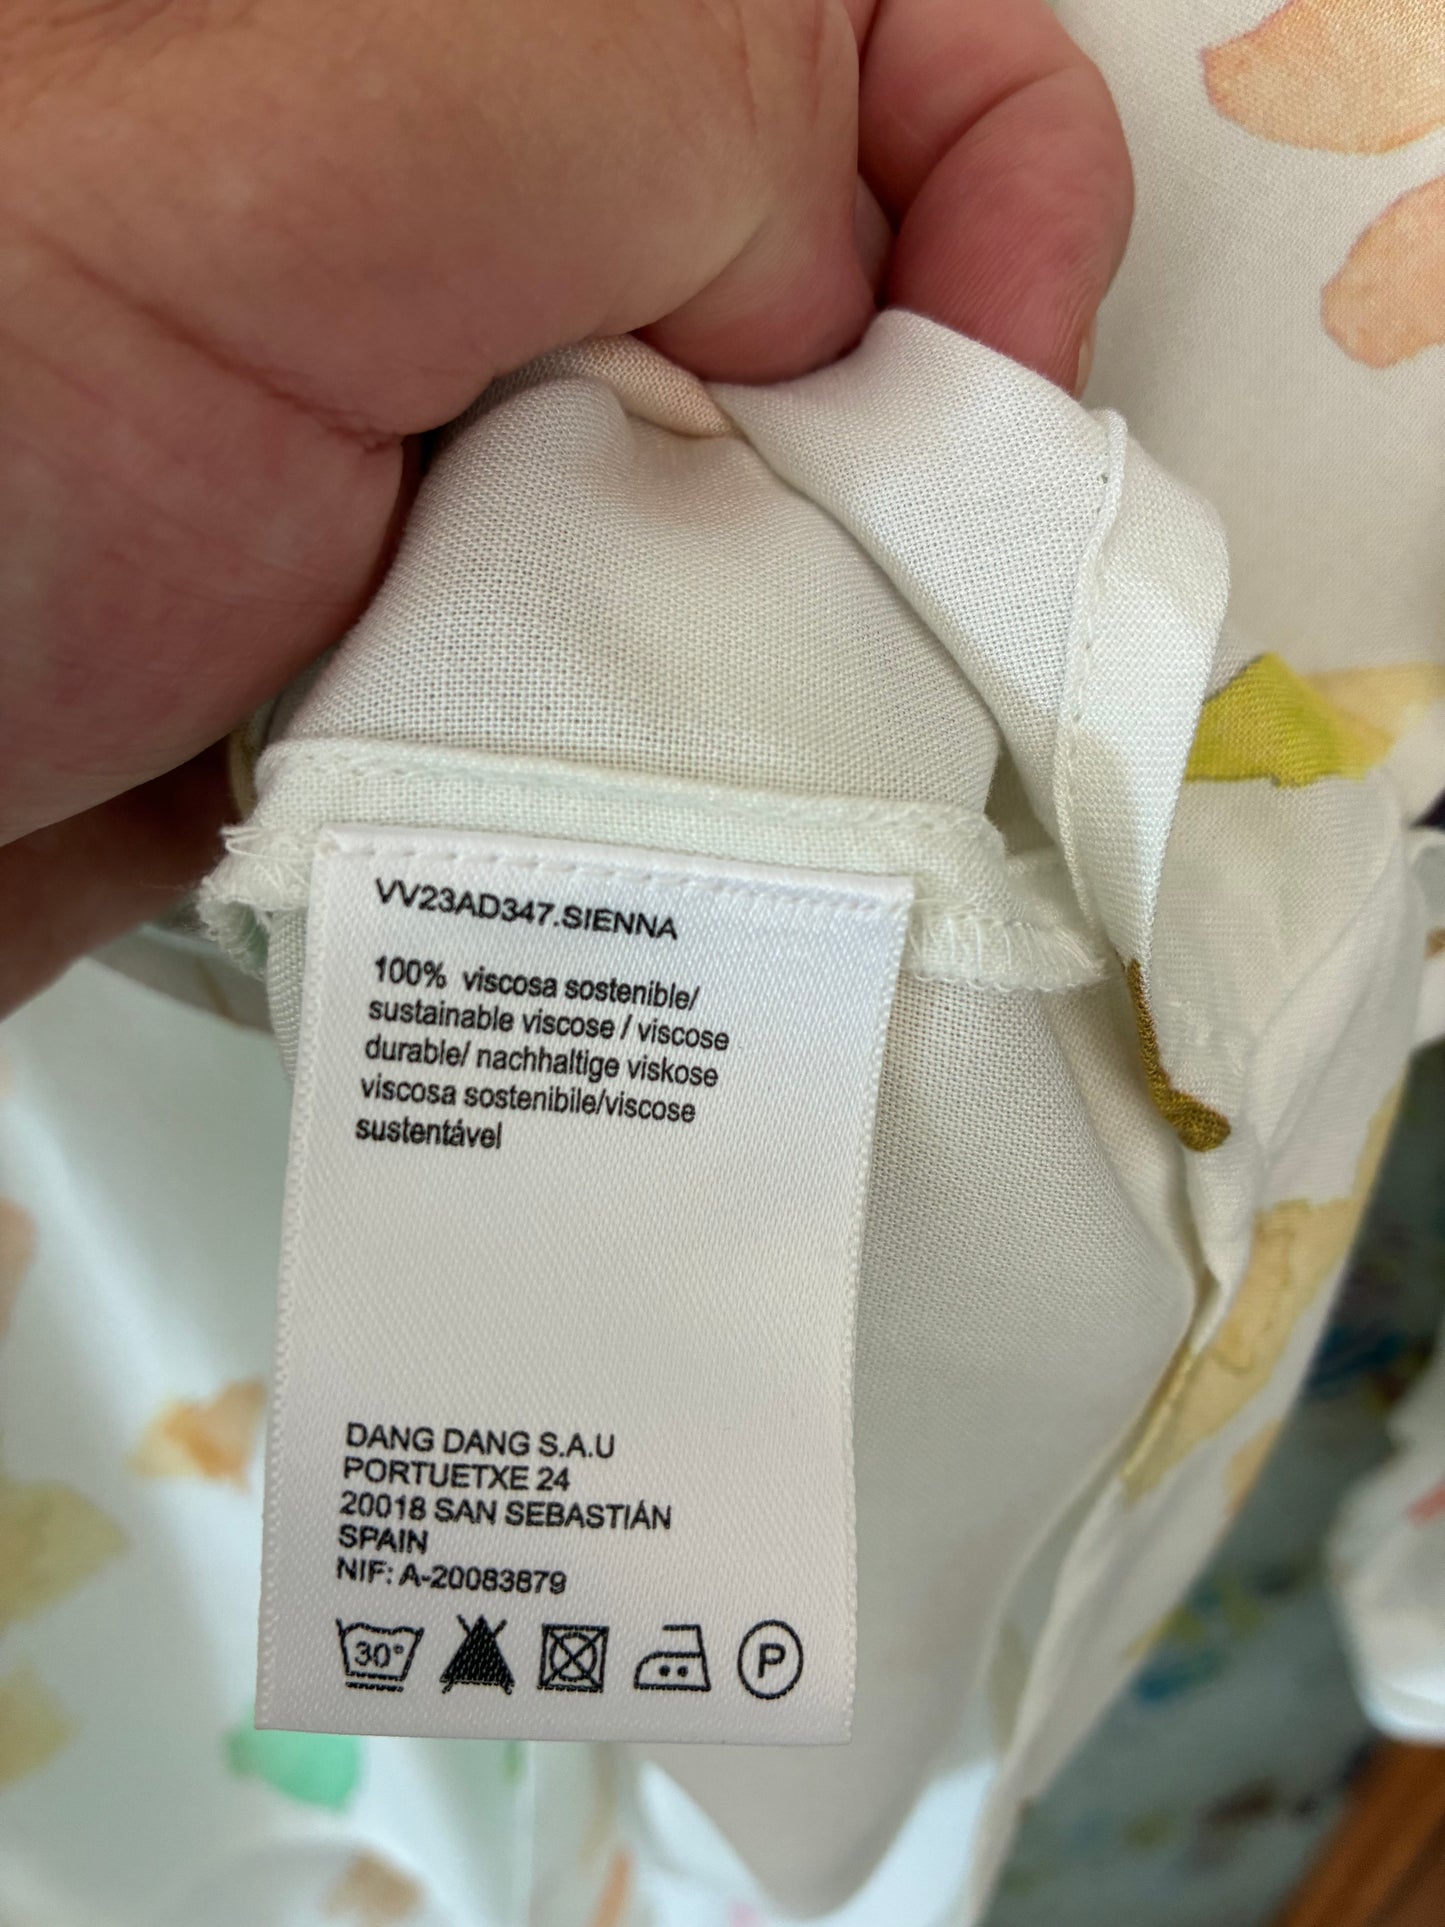 VV23AD347.SIENNA
100% viscosa sostenible/
sustainable viscose / viscose
durable/ nachhaltige viskose
viscosa sostenibile/viscose
sustentável
DANG DANG S.A.U
PORTUETXE 24
20018 SAN SEBASTIÁN
SPAIN
NIF: A-20083879
30°
P